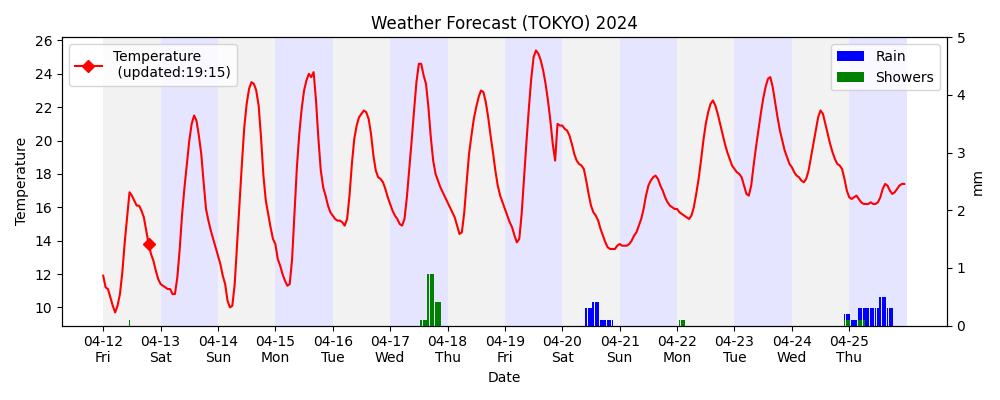 Weather Forecast (TOKYO) 2024
Temperature
(updated:19:15)
Rain
Showers
Temperature
26
24
22
20
18
16
14
12
10
5
4
3
2
1
0
mm
04-12 04-13 04-14 04-15 04-16 04-17 04-18 04-19 04-20 04-21 04-22 04-23 04-24 04-25
Fri Sat Sun Mon Tue Wed Thu Fri Sat Sun Mon Tue Wed Thu
Date